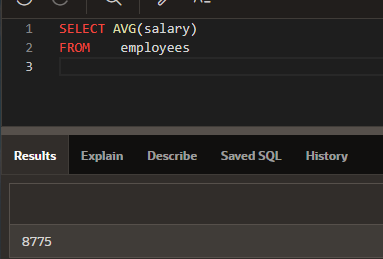 1 SELECT AVG(salary)
2 FROM    employees
3
Results Explain Describe Saved SQL History
8775